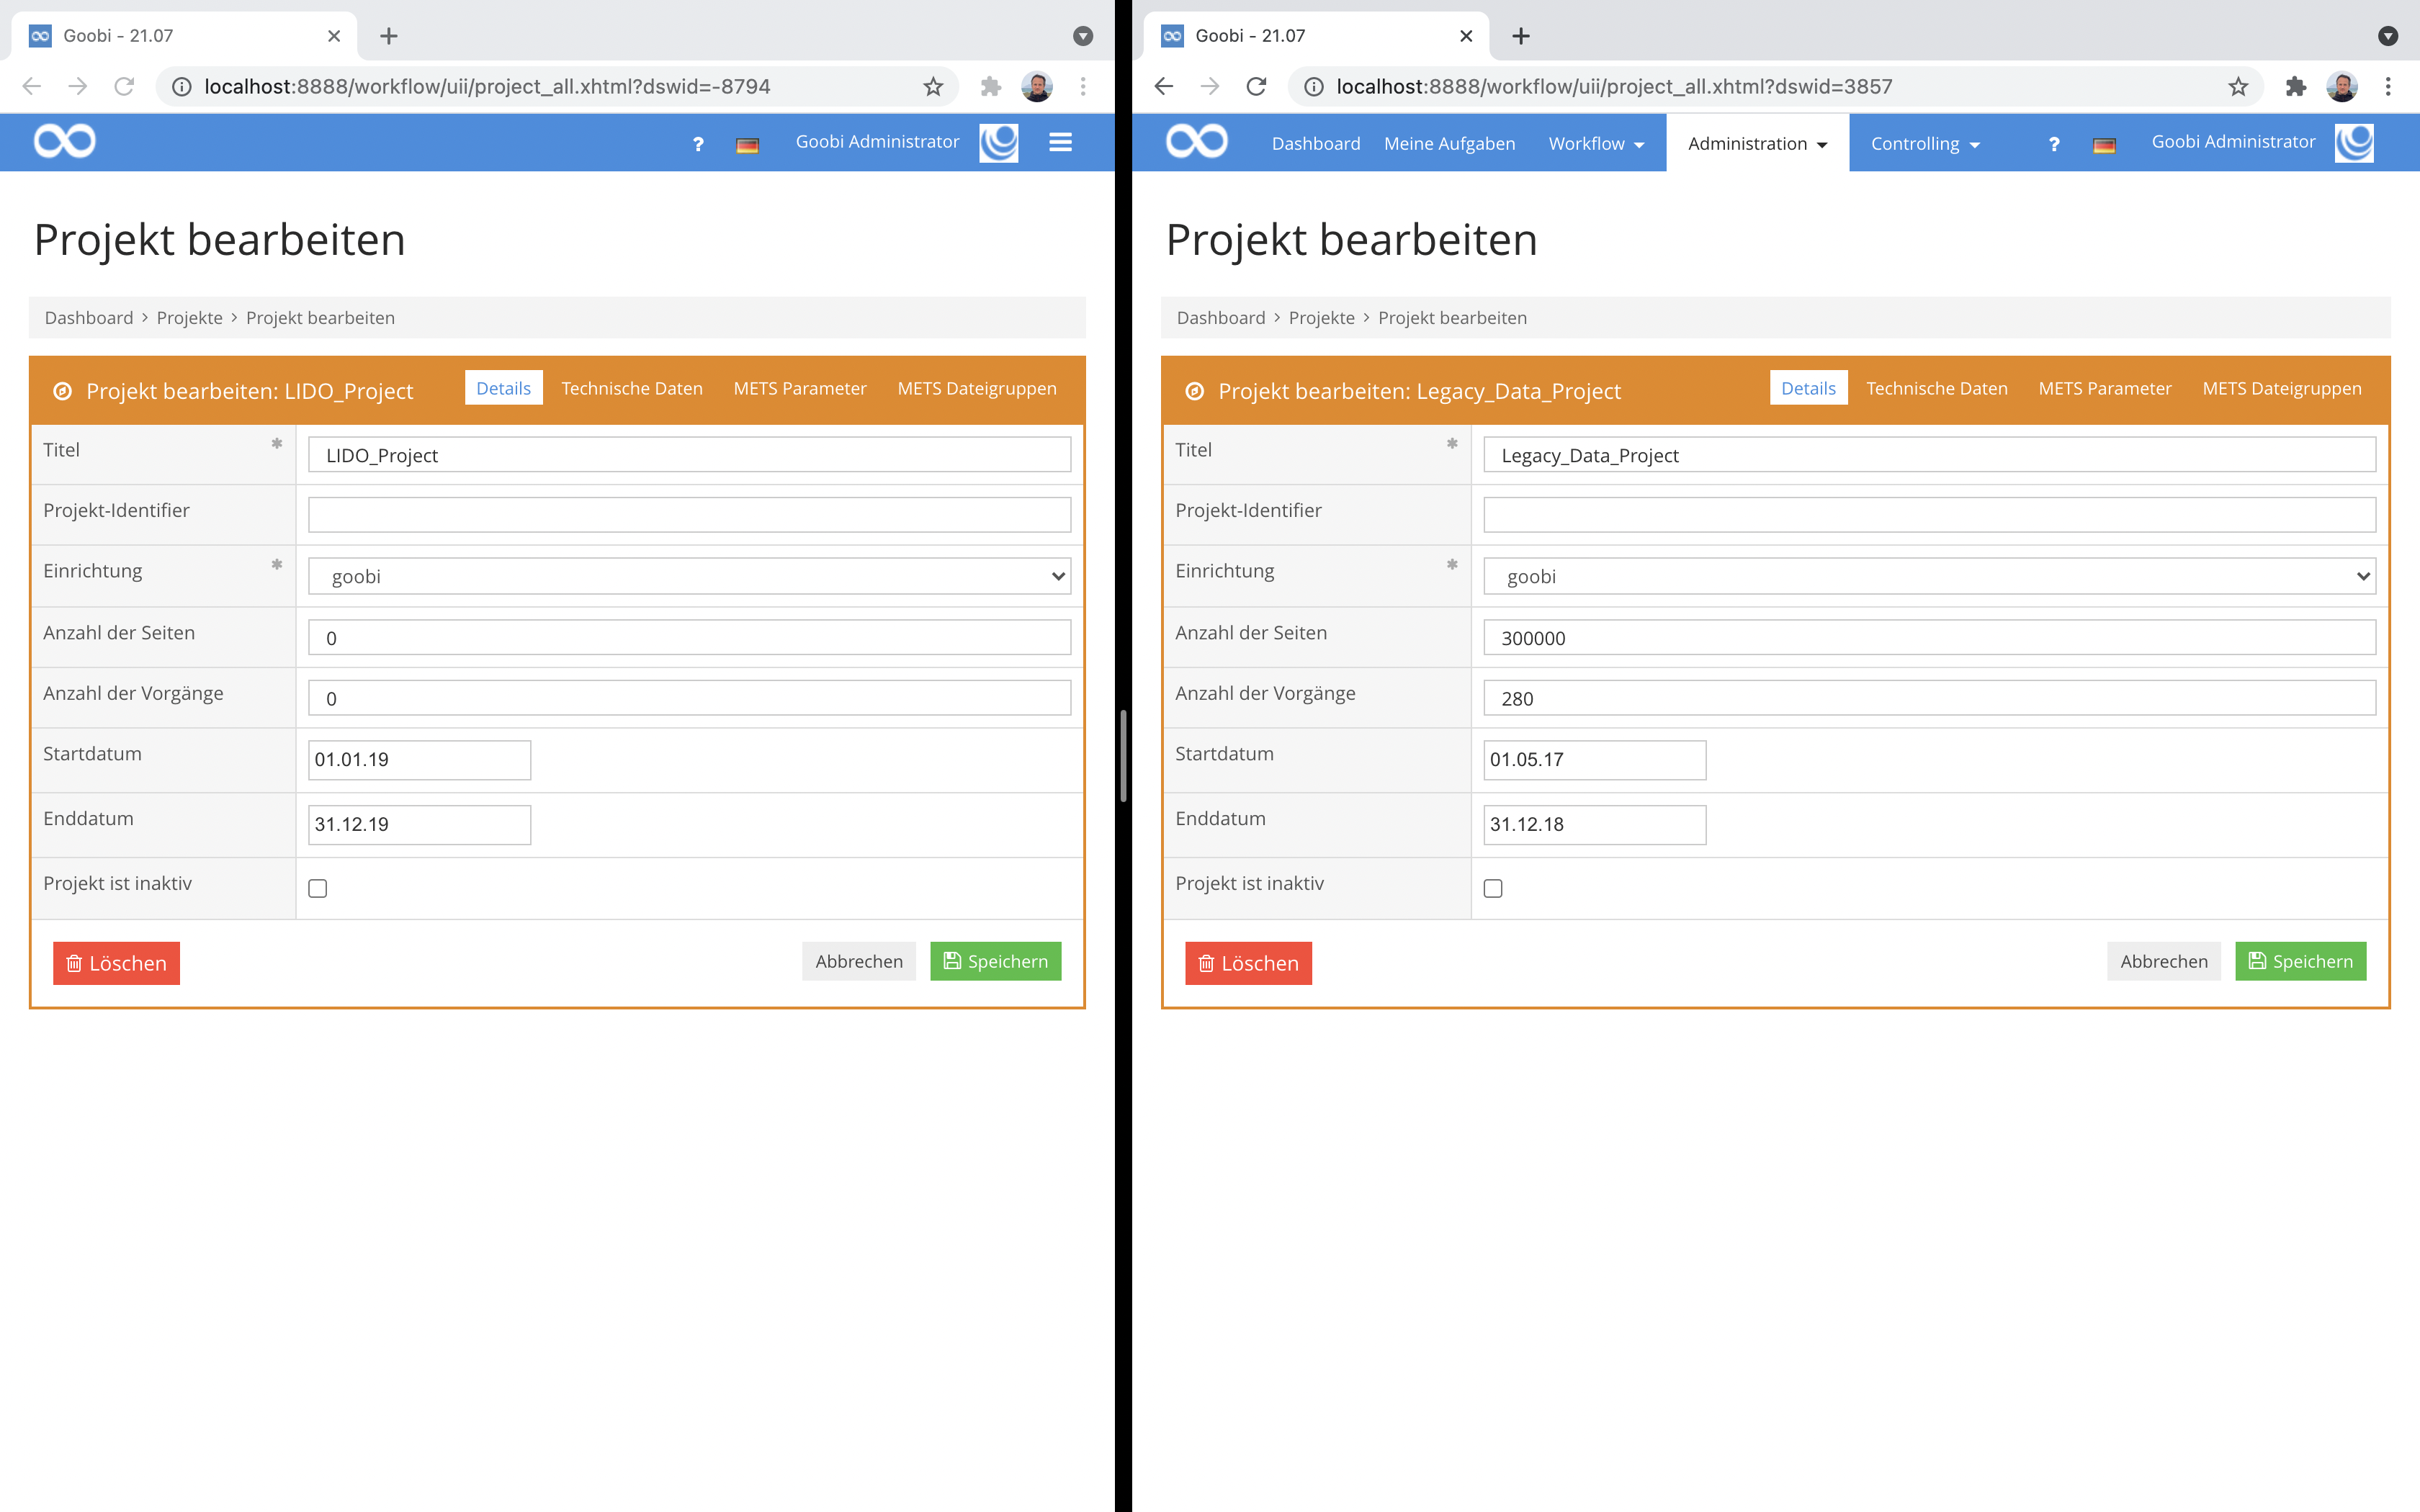 Goobi - 21.07
localhost:8888/workflow/uii/project_all.xhtml?dswid=-8794
? Goobi Administrator
Projekt bearbeiten
Dashboard > Projekte > Projekt bearbeiten
Projekt bearbeiten: LIDO_Project Details Technische Daten METS Parameter METS Dateigruppen
Titel * LIDO_Project
Projekt-Identifier
Einrichtung * goobi
Anzahl der Seiten 0
Anzahl der Vorgänge 0
Startdatum 01.01.19
Enddatum 31.12.19
Projekt ist inaktiv
Löschen Abbrechen Speichern
Goobi - 21.07
localhost:8888/workflow/uii/project_all.xhtml?dswid=3857
Dashboard Meine Aufgaben Workflow Administration Controlling ? Goobi Administrator
Projekt bearbeiten
Dashboard > Projekte > Projekt bearbeiten
Projekt bearbeiten: Legacy_Data_Project Details Technische Daten METS Parameter METS Dateigruppen
Titel * Legacy_Data_Project
Projekt-Identifier
Einrichtung * goobi
Anzahl der Seiten 300000
Anzahl der Vorgänge 280
Startdatum 01.05.17
Enddatum 31.12.18
Projekt ist inaktiv
Löschen Abbrechen Speichern